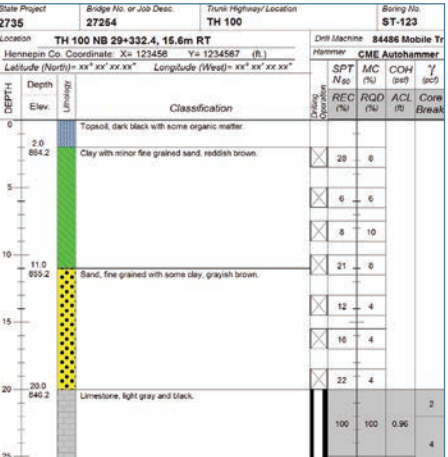 State Project Bridge No. or Job Desc. Trunk Highway/Location Boring No.
2735 27254 TH 100 ST-123
Location TH 100 NB 29+332.4, 15.6m RT Drill Machine 84486 Mobile Tr
Hennepin Co. Coordinate: X= 123456 Y= 1234567 (ft.) Hammer CME Autohammer
Latitude (North)= xx° xx' xx.xx" Longitude (West)= xx° xx' xx.xx"
DEPTH Depth Elev. Lithology Classification Drilling Operation
SPT N60 MC (%) COH (psf) γ (pcf)
REC (%) RQD (%) ACL (ft) Core Break
0 Topsoil, dark black with some organic matter.
2.0
864.2 Clay with minor fine grained sand, reddish brown. 28 8
5
6 6
8 10
10
11.0 21 8
855.2 Sand, fine grained with some clay, grayish brown.
12 4
15
16 4
22 4
20 20.0
846.2 Limestone, light gray and black.
2
100 100 0.96
4
25